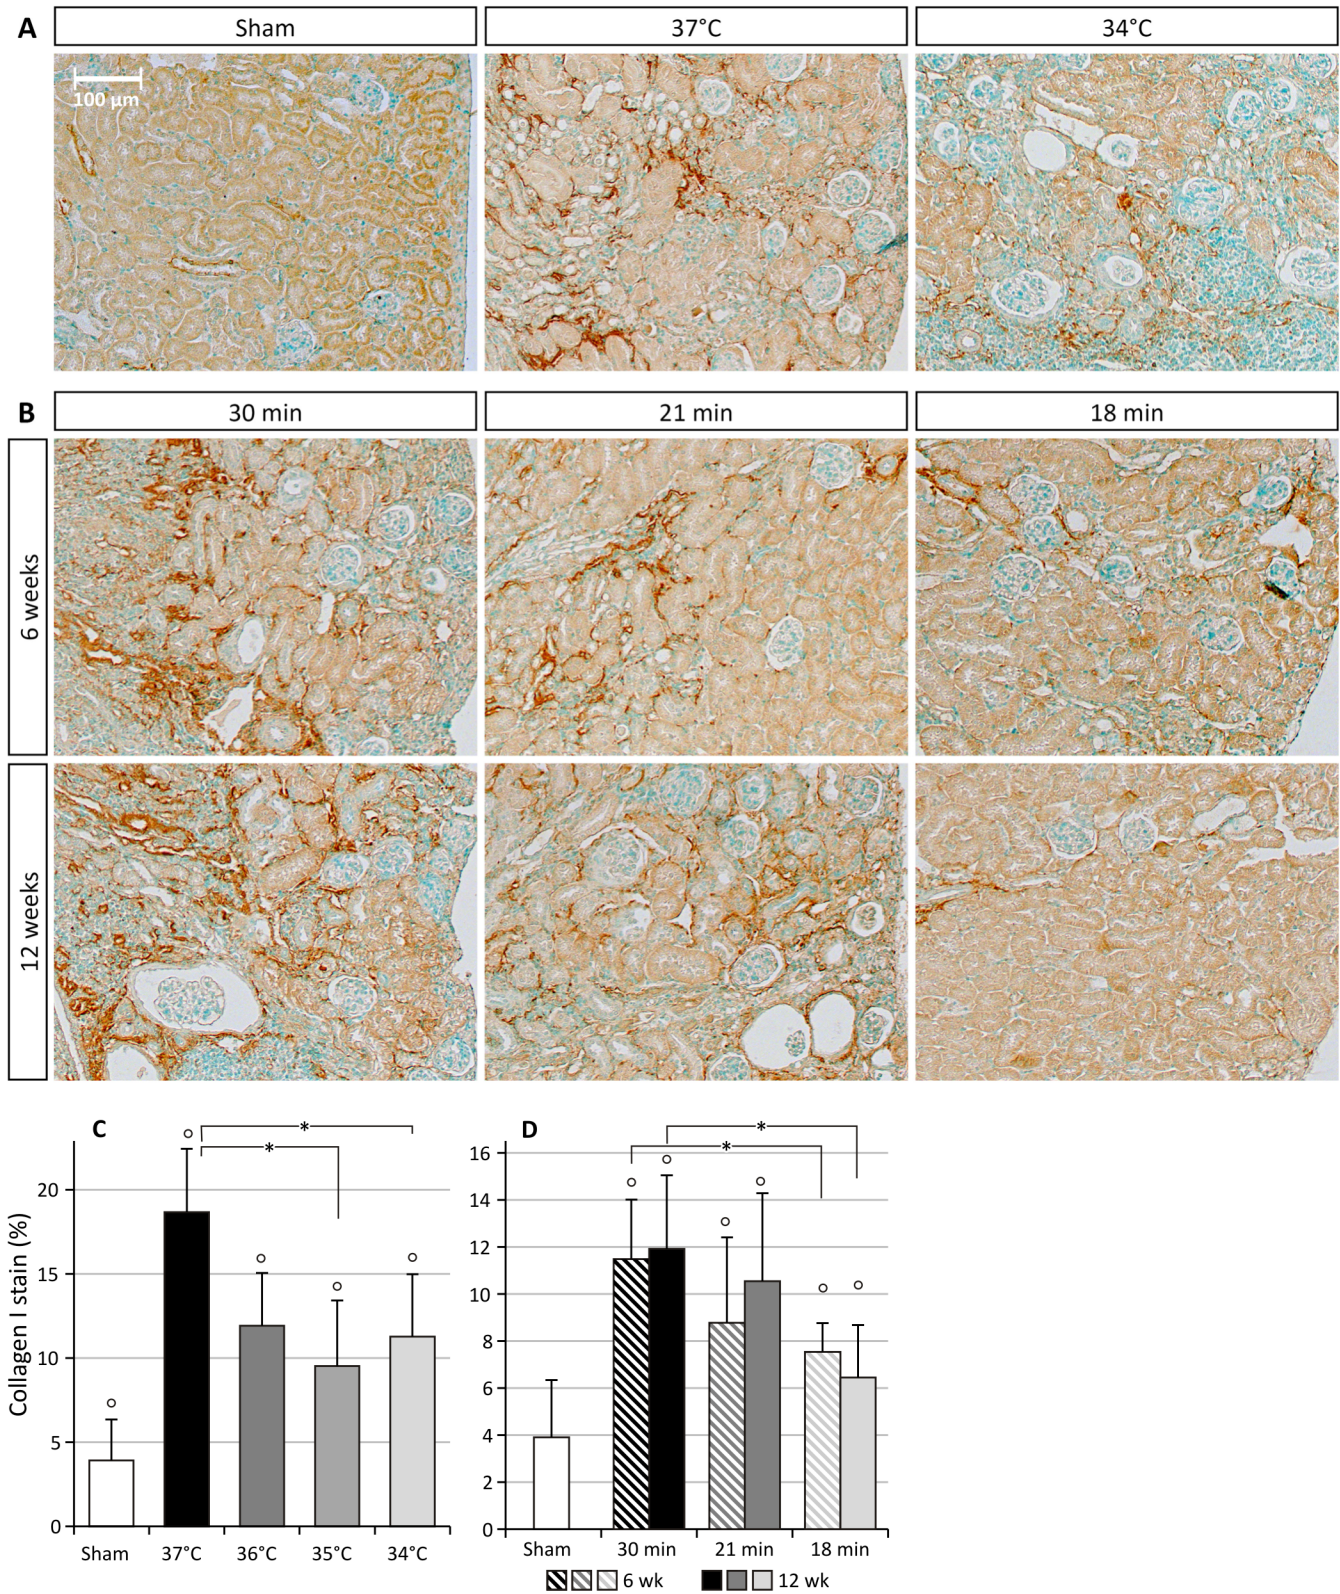 A
Sham
37°C
34°C
100 µm
B
30 min
21 min
18 min
6 weeks
12 weeks
C
Collagen I stain (%)
20
15
10
5
0
Sham
37°C
36°C
35°C
34°C
* 
*
D
16
14
12
10
8
6
4
2
0
Sham
30 min
21 min
18 min
*
*
6 wk
12 wk